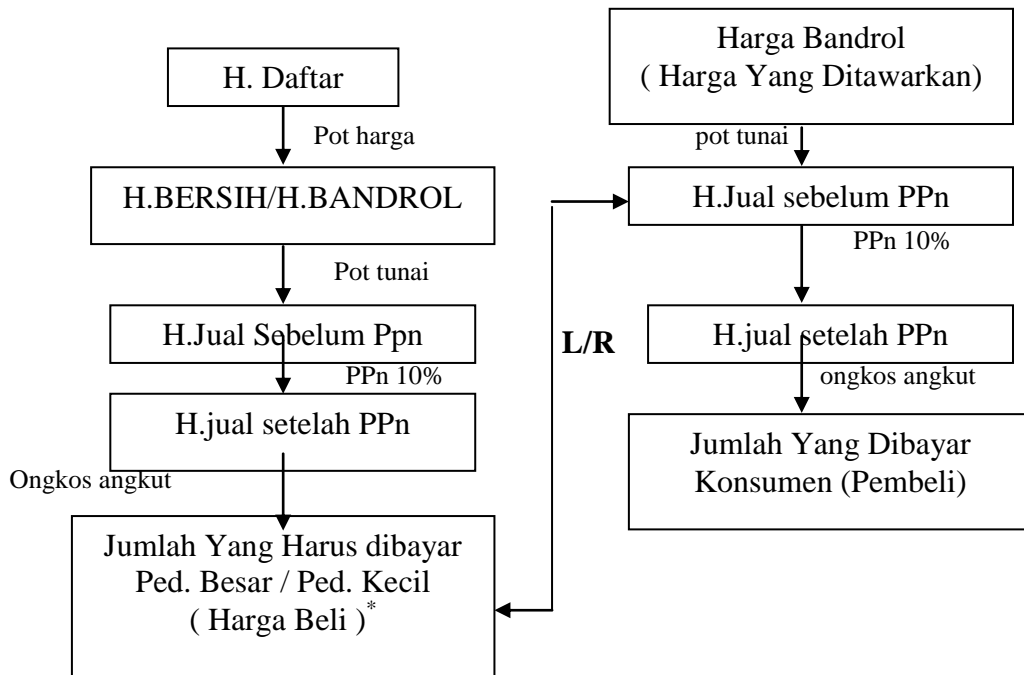 H. Daftar
Pot harga
H.BERSIH/H.BANDROL
Pot tunai
H.Jual Sebelum Ppn
PPn 10%
H.jual setelah PPn
Ongkos angkut
Jumlah Yang Harus dibayar
Ped. Besar / Ped. Kecil
( Harga Beli )*
L/R
Harga Bandrol
( Harga Yang Ditawarkan)
pot tunai
H.Jual sebelum PPn
PPn 10%
H.jual setelah PPn
ongkos angkut
Jumlah Yang Dibayar
Konsumen (Pembeli)